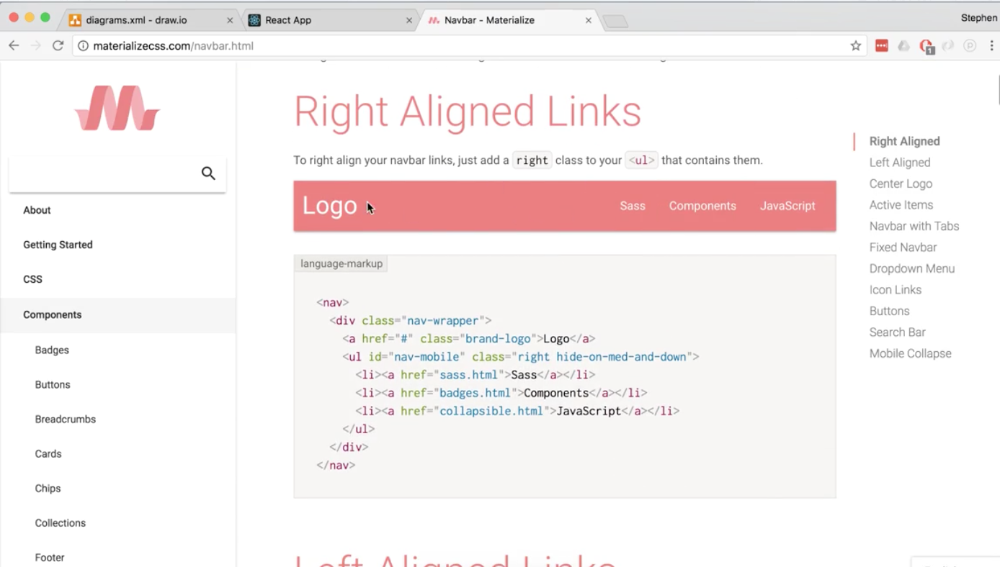 diagrams.xml - draw.io
React App
Navbar - Materialize
Stephen
materializecss.com/navbar.html
1
Right Aligned Links
To right align your navbar links, just add a right class to your <ul> that contains them.
Logo
Sass
Components
JavaScript
language-markup
<nav>
<div class="nav-wrapper">
<a href="#" class="brand-logo">Logo</a>
<ul id="nav-mobile" class="right hide-on-med-and-down">
<li><a href="sass.html">Sass</a></li>
<li><a href="badges.html">Components</a></li>
<li><a href="collapsible.html">JavaScript</a></li>
</ul>
</div>
</nav>
Left Aligned Links
About
Getting Started
CSS
Components
Badges
Buttons
Breadcrumbs
Cards
Chips
Collections
Footer
Right Aligned
Left Aligned
Center Logo
Active Items
Navbar with Tabs
Fixed Navbar
Dropdown Menu
Icon Links
Buttons
Search Bar
Mobile Collapse